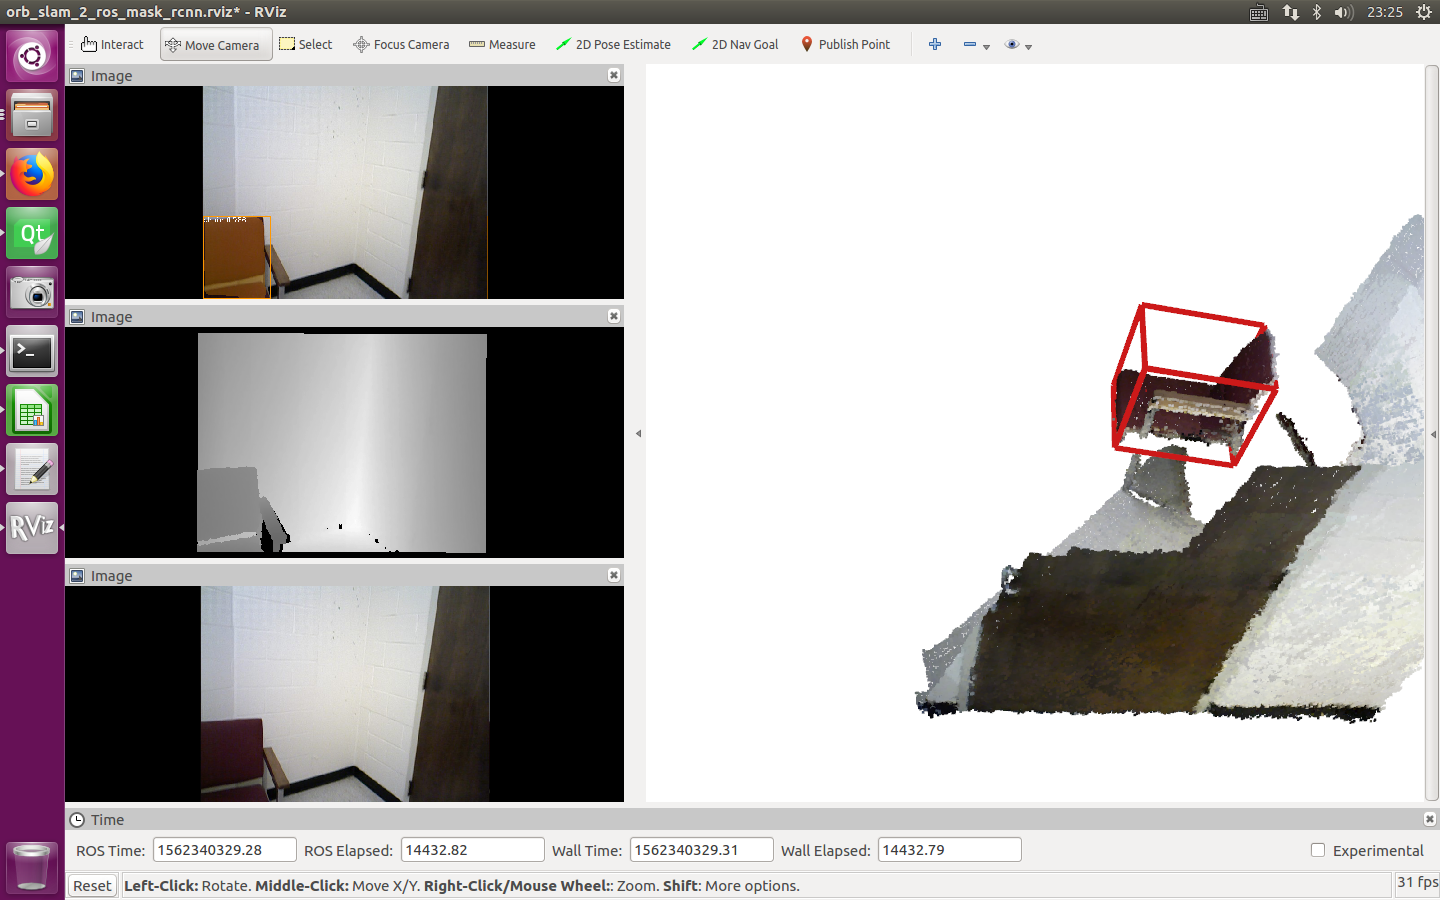 orb_slam_2_ros_mask_rcnn.rviz* - RViz
23:25
Interact
Move Camera
Select
Focus Camera
Measure
2D Pose Estimate
2D Nav Goal
Publish Point
Image
Image
Image
Qt
>_
RViz
Time
ROS Time: 1562340329.28 ROS Elapsed: 14432.82 Wall Time: 1562340329.31 Wall Elapsed: 14432.79
Experimental
Reset
Left-Click: Rotate. Middle-Click: Move X/Y. Right-Click/Mouse Wheel:: Zoom. Shift: More options.
31 fps